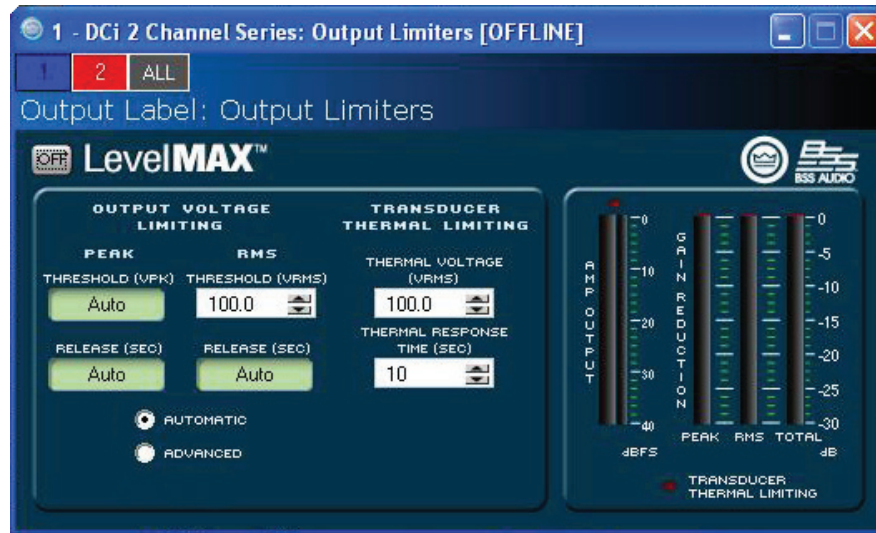 1 - DCi 2 Channel Series: Output Limiters [OFFLINE]
1 2 ALL
Output Label: Output Limiters
OFF LevelMAX™
BSS AUDIO
OUTPUT VOLTAGE LIMITING
PEAK
THRESHOLD (VPK)
Auto
RELEASE (SEC)
Auto
RMS
THRESHOLD (VRMS)
100.0
RELEASE (SEC)
Auto
AUTOMATIC
ADVANCED
TRANSDUCER
THERMAL LIMITING
THERMAL VOLTAGE
(VRMS)
100.0
THERMAL RESPONSE
TIME (SEC)
10
AMP OUTPUT
0
-10
-20
-30
-40
dBFS
GAIN REDUCTION
0
-5
-10
-15
-20
-25
-30
PEAK RMS TOTAL
dB
TRANSDUCER
THERMAL LIMITING